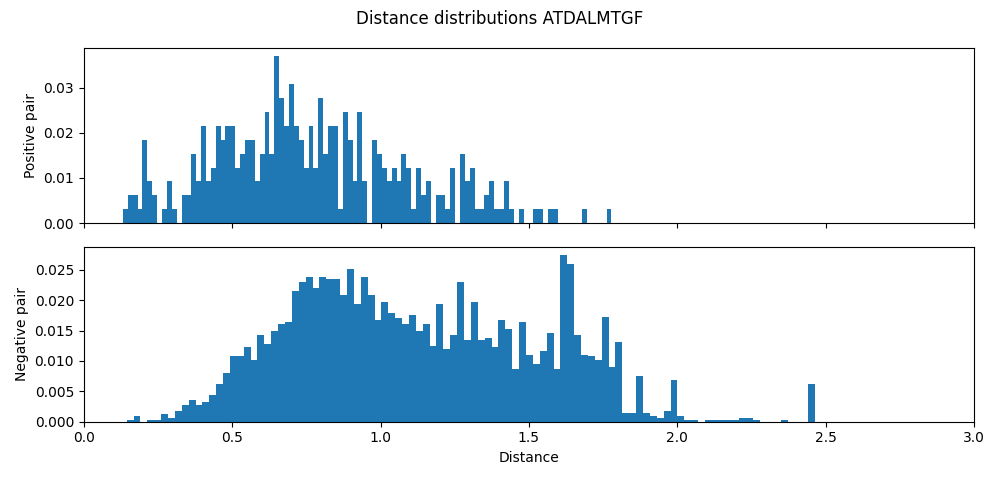 Distance distributions ATDALMTGF
0.03
0.02
0.01
0.00
Positive pair
0.025
0.020
0.015
0.010
0.005
0.000
Negative pair
0.0 0.5 1.0 1.5 2.0 2.5 3.0
Distance